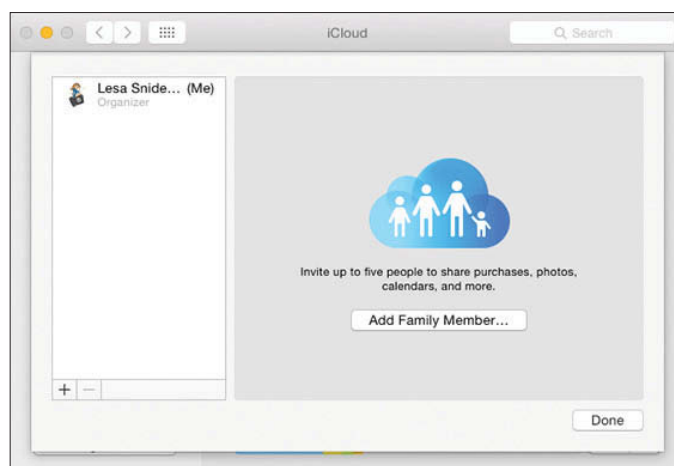 iCloud
Search
Lesa Snide... (Me)
Organizer
Invite up to five people to share purchases, photos,
calendars, and more.
Add Family Member...
+ −
Done